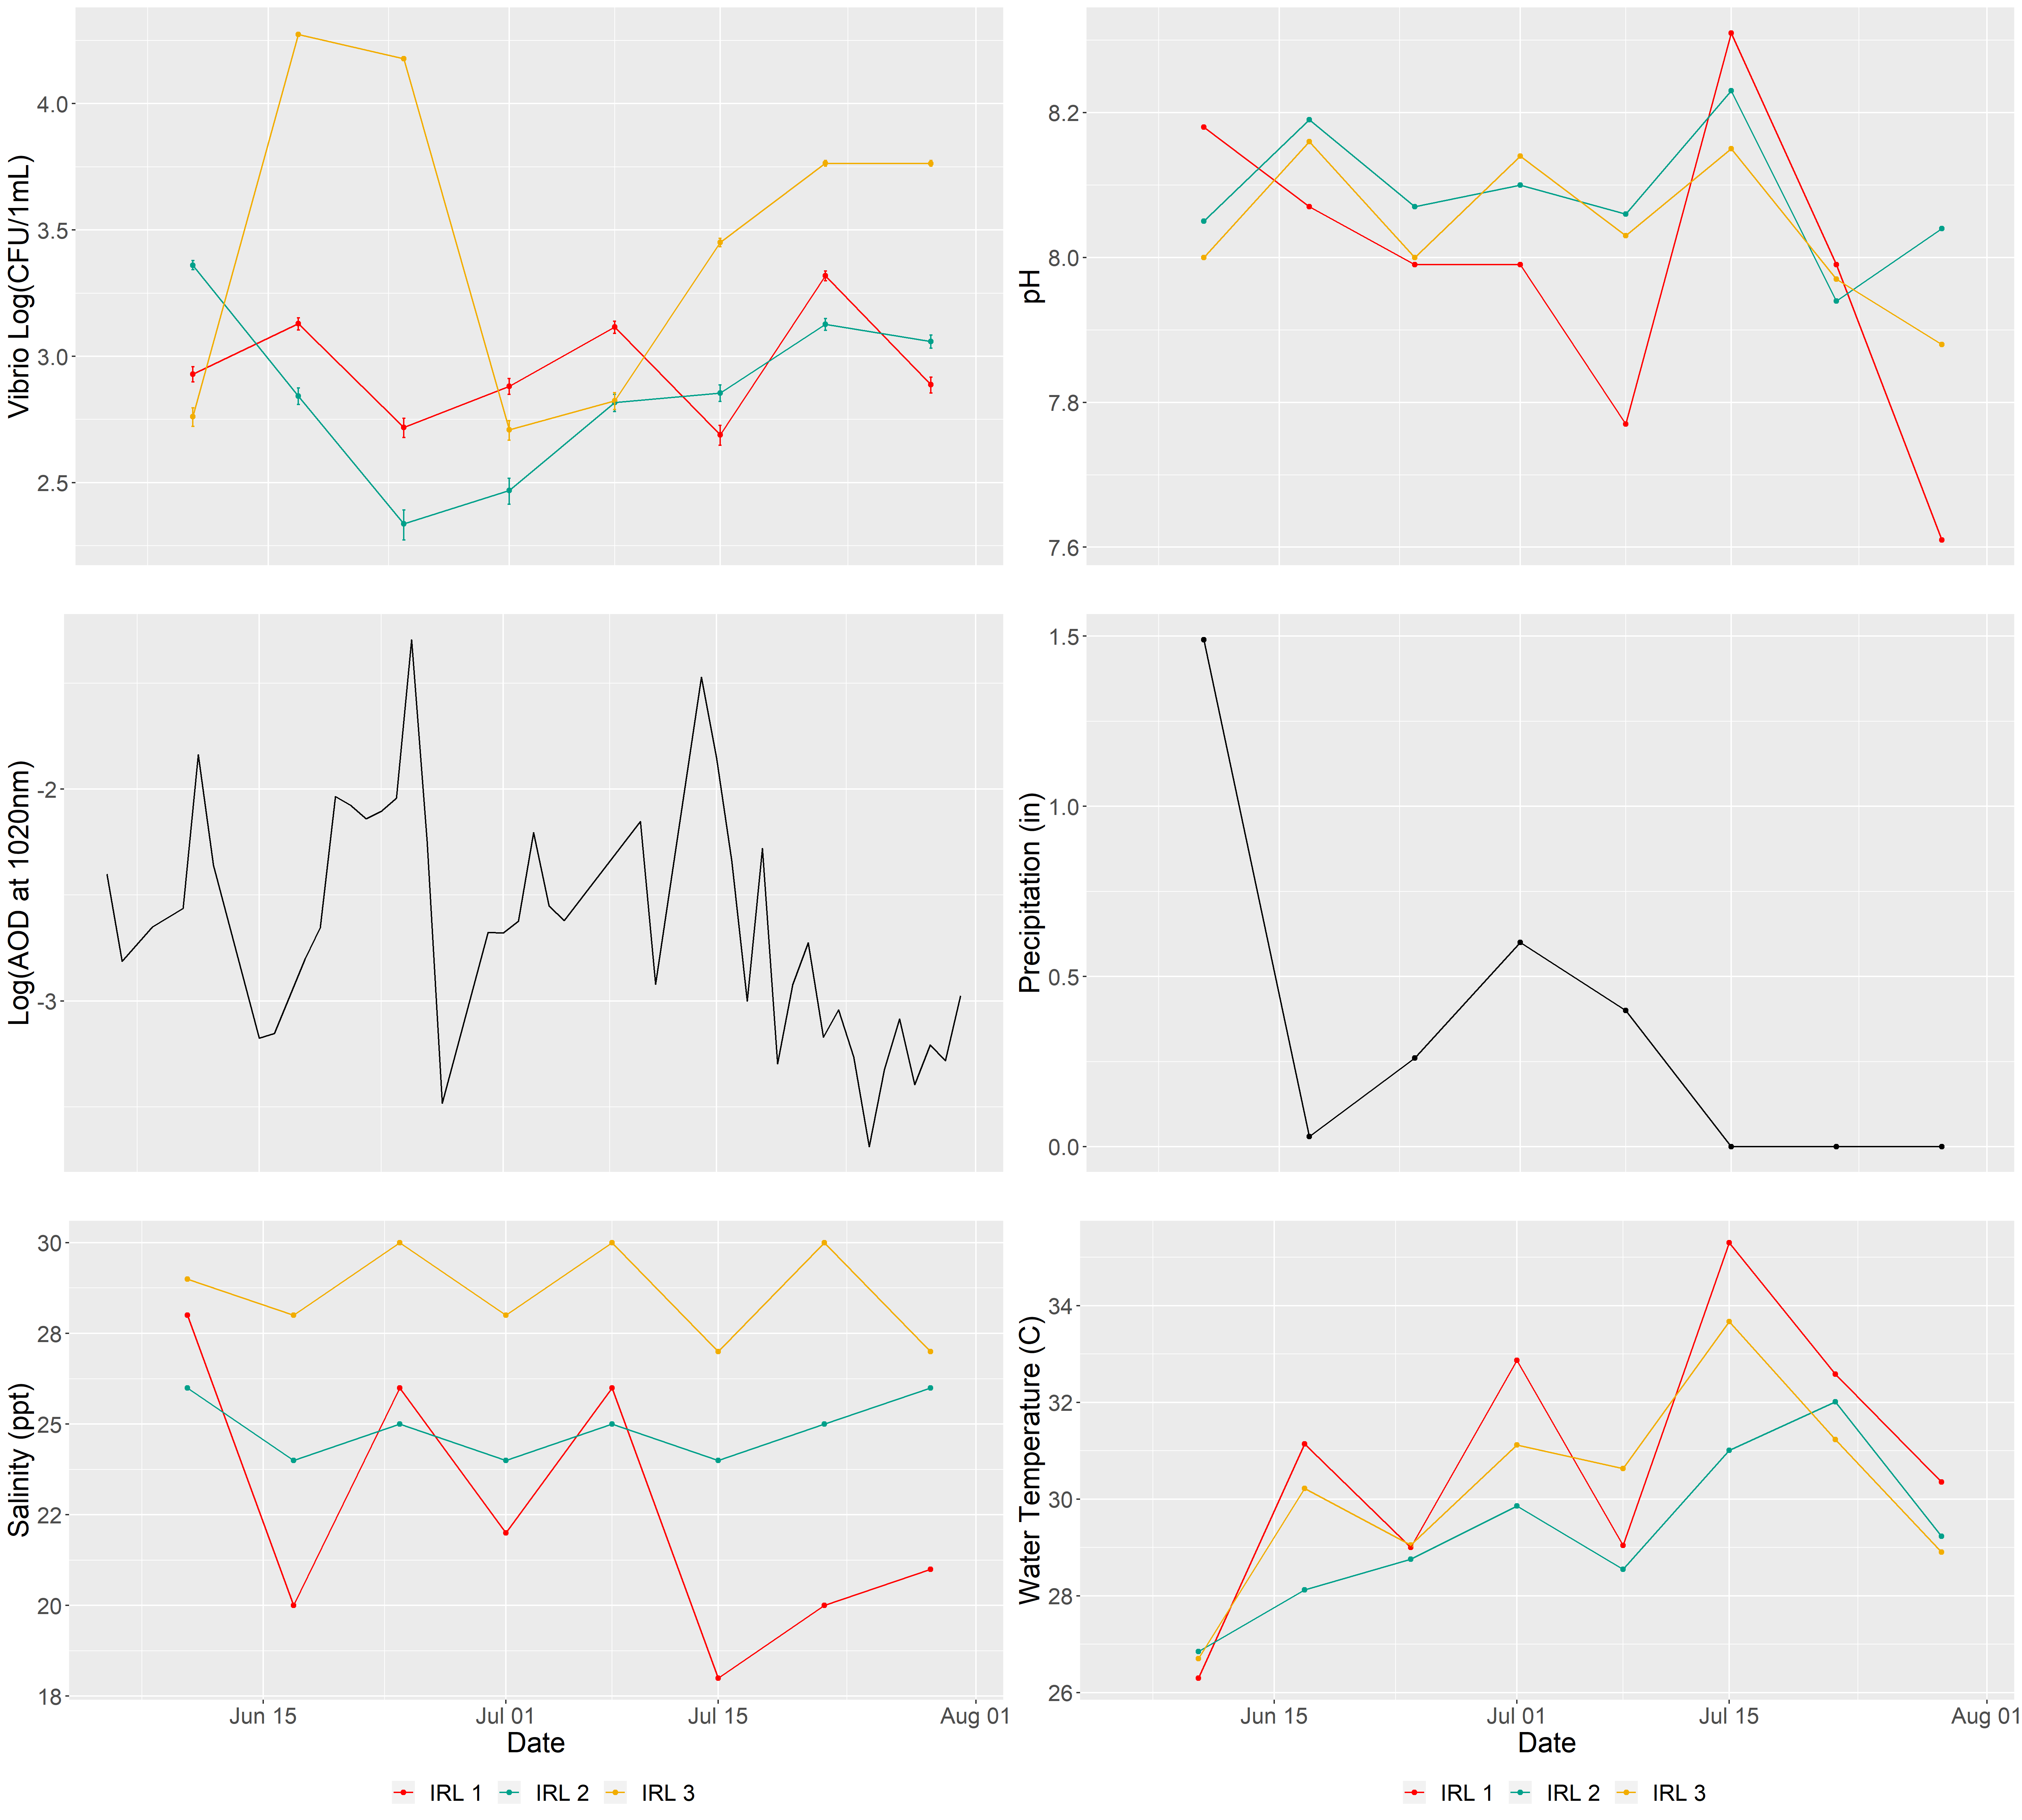 Vibrio Log(CFU/1mL)
4.0
3.5
3.0
2.5
pH
8.2
8.0
7.8
7.6
Log(AOD at 1020nm)
-2
-3
Precipitation (in)
1.5
1.0
0.5
0.0
Salinity (ppt)
30
28
25
22
20
18
Jun 15 Jul 01 Jul 15 Aug 01
Date
IRL 1 IRL 2 IRL 3
Water Temperature (C)
34
32
30
28
26
Jun 15 Jul 01 Jul 15 Aug 01
Date
IRL 1 IRL 2 IRL 3